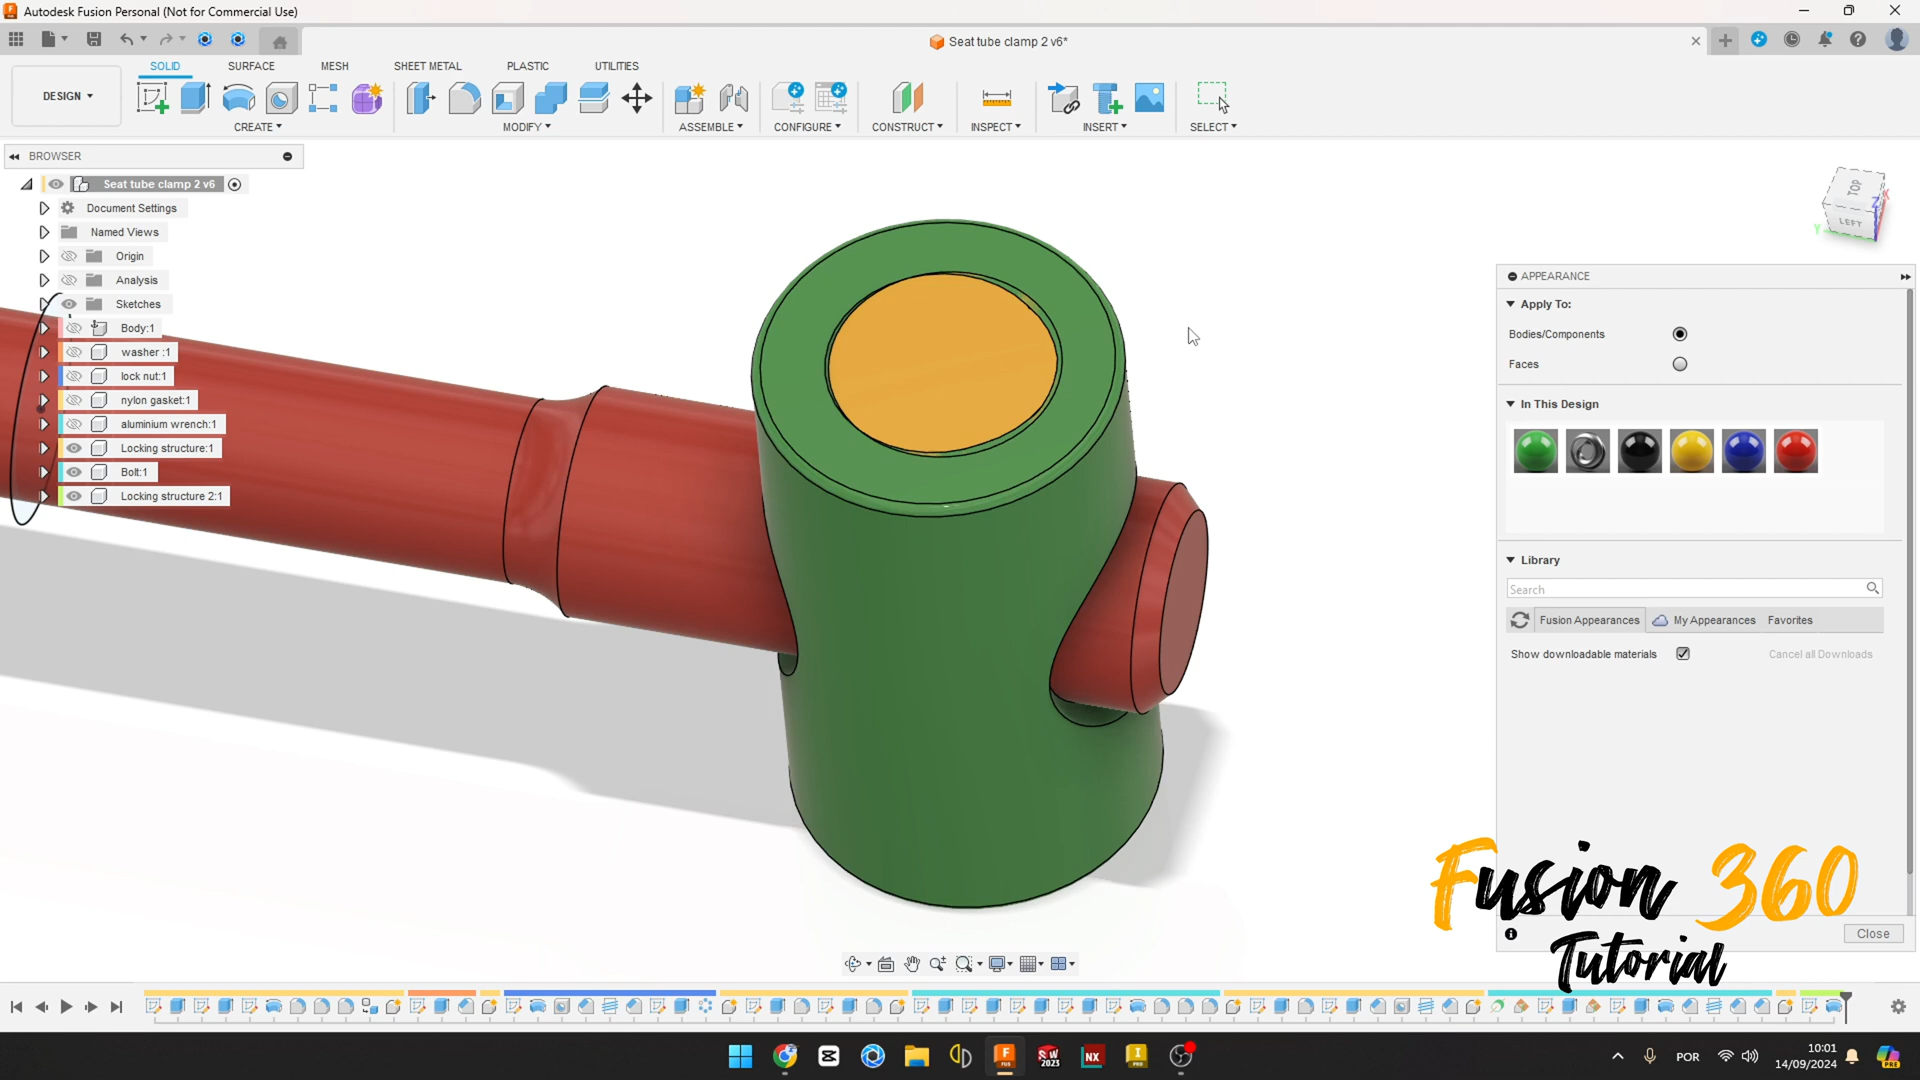 Autodesk Fusion Personal (Not for Commercial Use)
Seat tube clamp 2 v6*
SOLID SURFACE MESH SHEET METAL PLASTIC UTILITIES
DESIGN
CREATE MODIFY ASSEMBLE CONFIGURE CONSTRUCT INSPECT INSERT SELECT
BROWSER
Seat tube clamp 2 v6
Document Settings
Named Views
Origin
Analysis
Sketches
Body:1
washer :1
lock nut:1
nylon gasket:1
aluminium wrench:1
Locking structure:1
Bolt:1
Locking structure 2:1
TOP
LEFT
X
Y
Z
APPEARANCE
Apply To:
Bodies/Components
Faces
In This Design
Library
Search
Fusion Appearances My Appearances Favorites
Show downloadable materials Cancel all Downloads
Close
Fusion 360
Tutorial
POR
10:01
14/09/2024